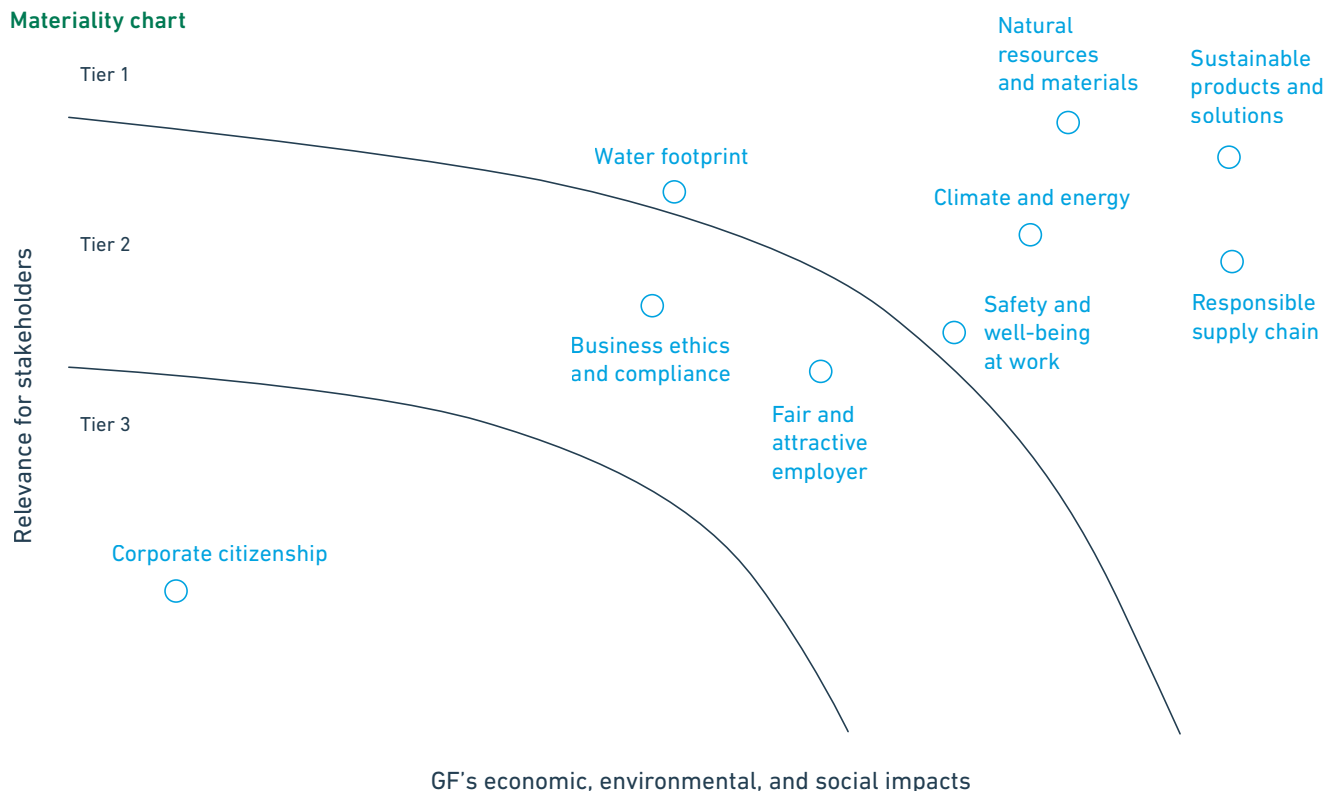 Materiality chart
Tier 1
Natural
resources
and materials
Sustainable
products and
solutions
Water footprint
Climate and energy
Tier 2
Relevance for stakeholders
Business ethics
and compliance
Safety and
well-being
at work
Responsible
supply chain
Fair and
attractive
employer
Tier 3
Corporate citizenship
GF’s economic, environmental, and social impacts